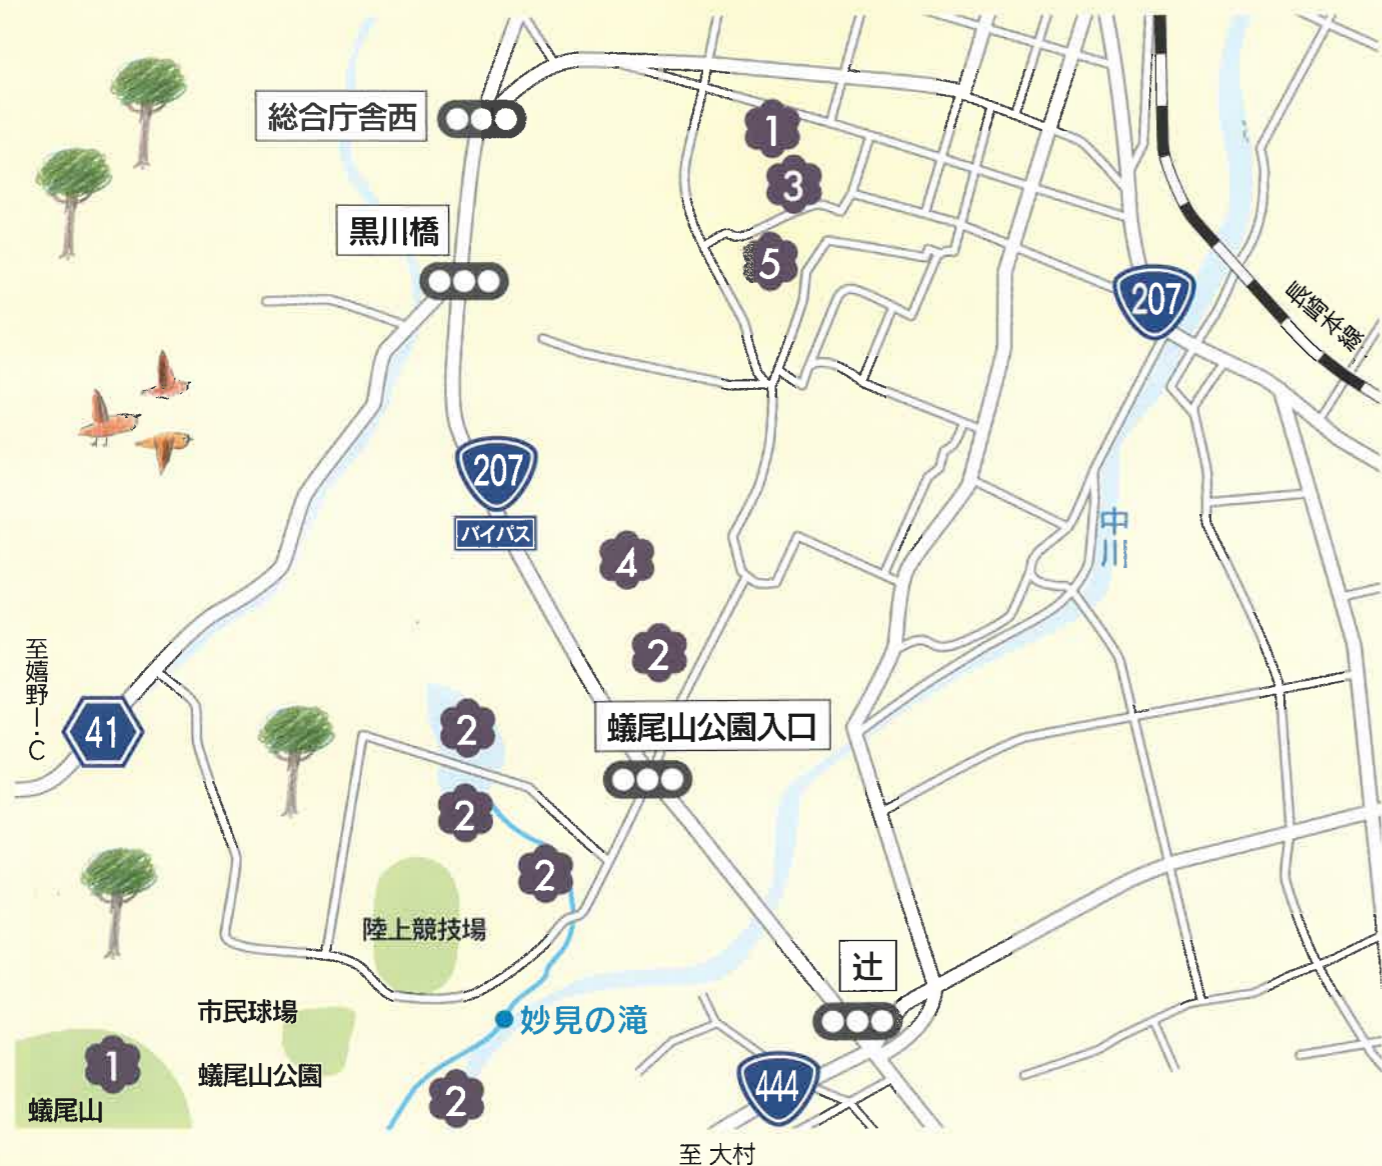 総合庁舎西
1
3
黒川橋
5
207
長崎本線
207
バイパス
4
中川
2
至嬉野I・C
41
2
蟻尾山公園入口
2
2
陸上競技場
辻
市民球場
妙見の滝
1
蟻尾山公園
444
2
蟻尾山
至 大村